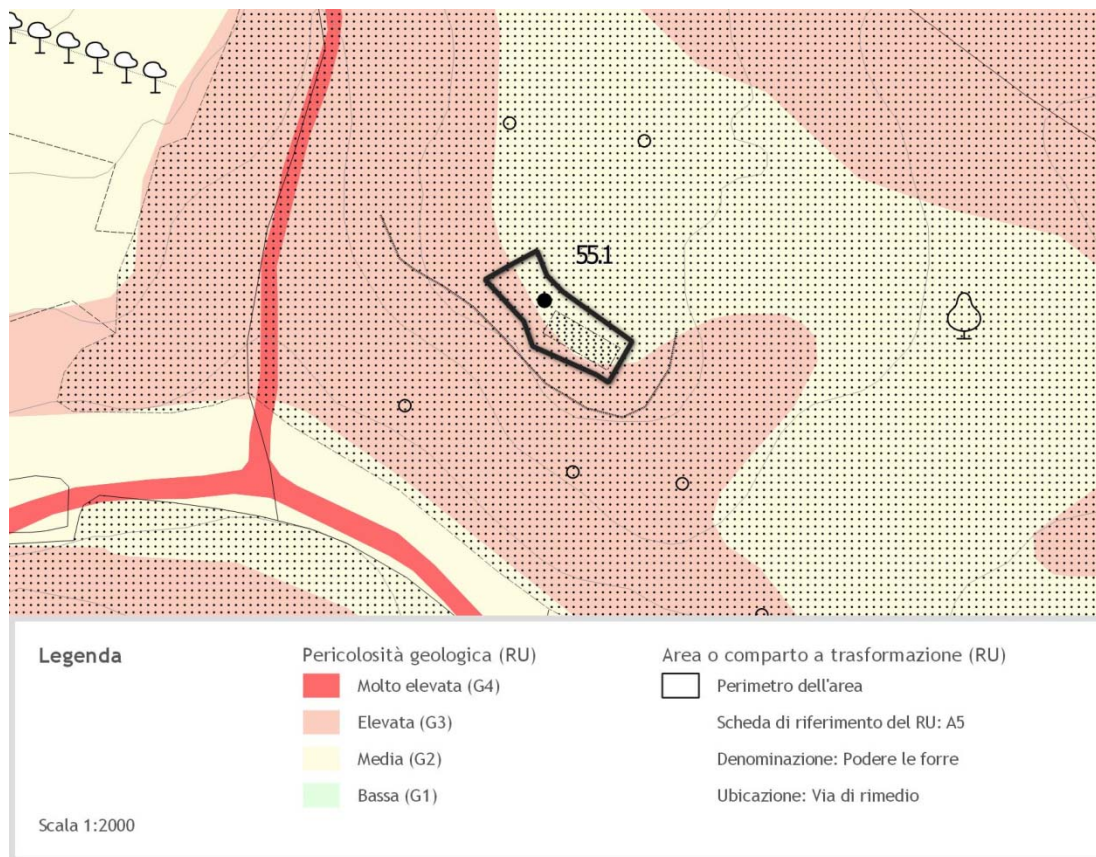 55.1
Legenda
Pericolosità geologica (RU)
Molto elevata (G4)
Elevata (G3)
Media (G2)
Bassa (G1)
Area o comparto a trasformazione (RU)
Perimetro dell'area
Scheda di riferimento del RU: A5
Denominazione: Podere le forre
Ubicazione: Via di rimedio
Scala 1:2000